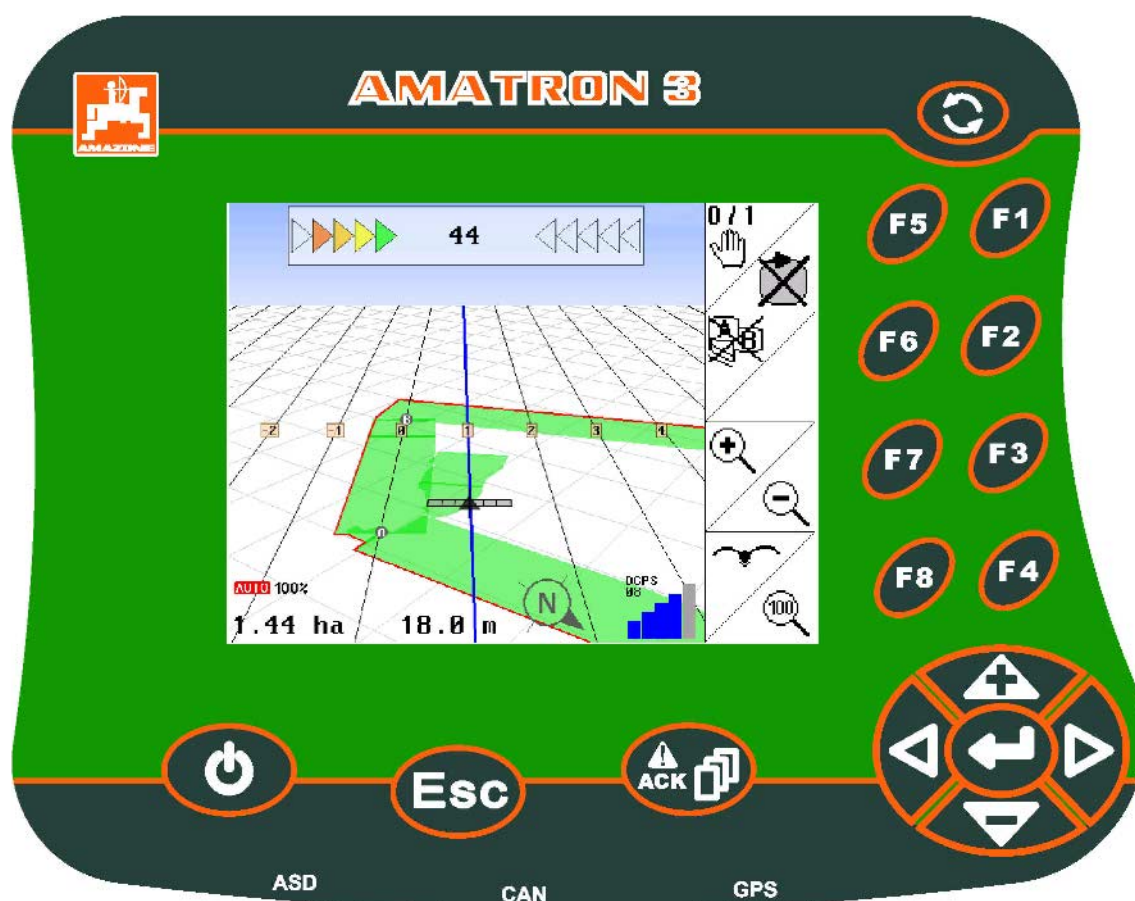 AMATRON 3
AMAZONE
F5 F1
44
0 / 1
A B
F6 F2
-2 -1 0 1 2 3 4
B
F7 F3
AUTO 100%
DGPS
08
N
1.44 ha 18.0 m
100
F8 F4
Esc
ACK
ASD CAN GPS